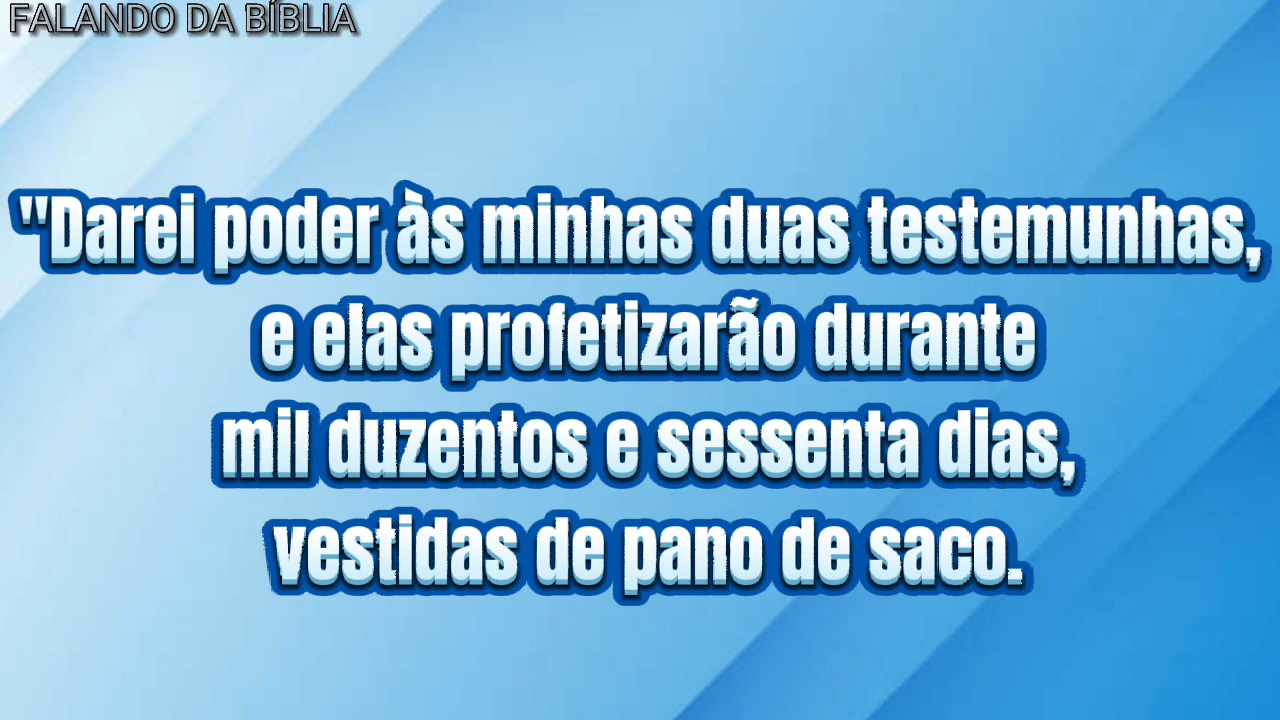 FALANDO DA BÍBLIA
"Darei poder às minhas duas testemunhas,
e elas profetizarão durante
mil duzentos e sessenta dias,
vestidas de pano de saco.